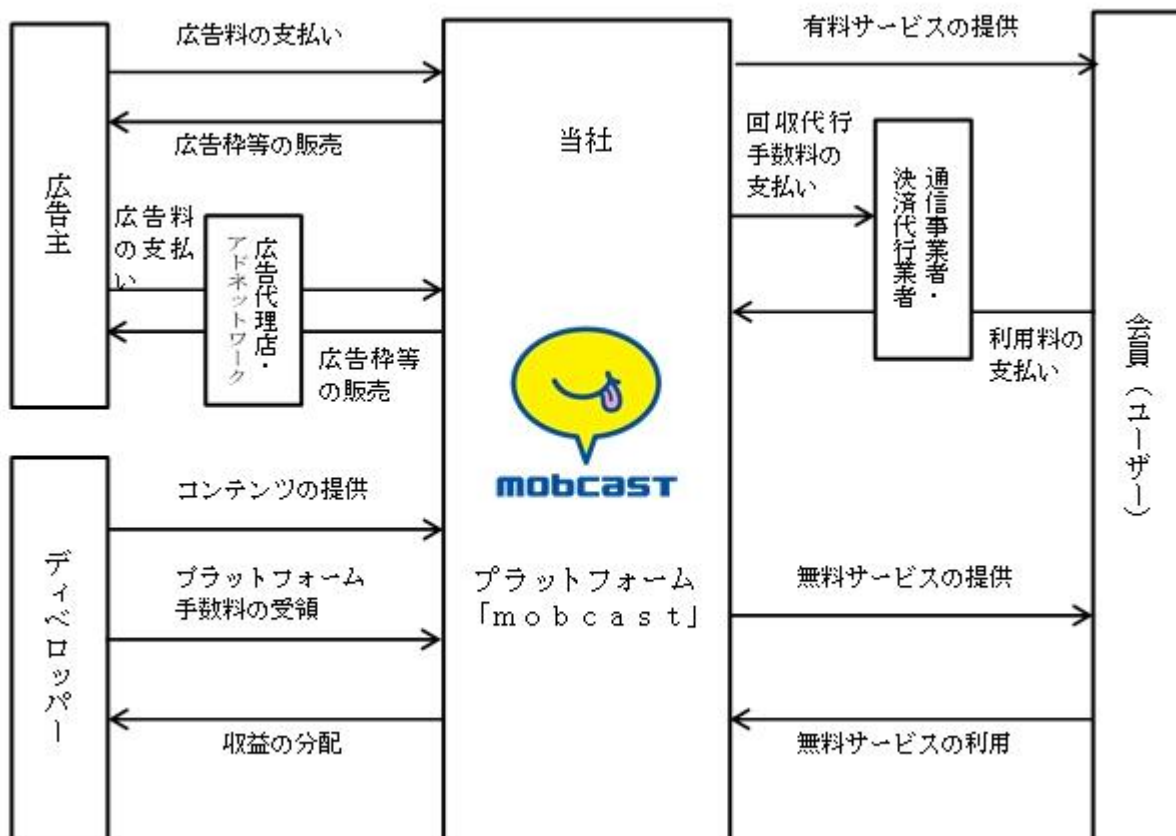 広告主
広告料の支払い
広告枠等の販売
広告料
の支払
い
広告代理店・
アドネットワーク
広告枠等
の販売
ディベロッパー
コンテンツの提供
プラットフォーム
手数料の受領
収益の分配
当社
mobcast
プラットフォーム
「ｍｏｂｃａｓｔ」
有料サービスの提供
回収代行
手数料の
支払い
通信事業者・
決済代行業者
利用料の
支払い
無料サービスの提供
無料サービスの利用
会員（ユーザー）